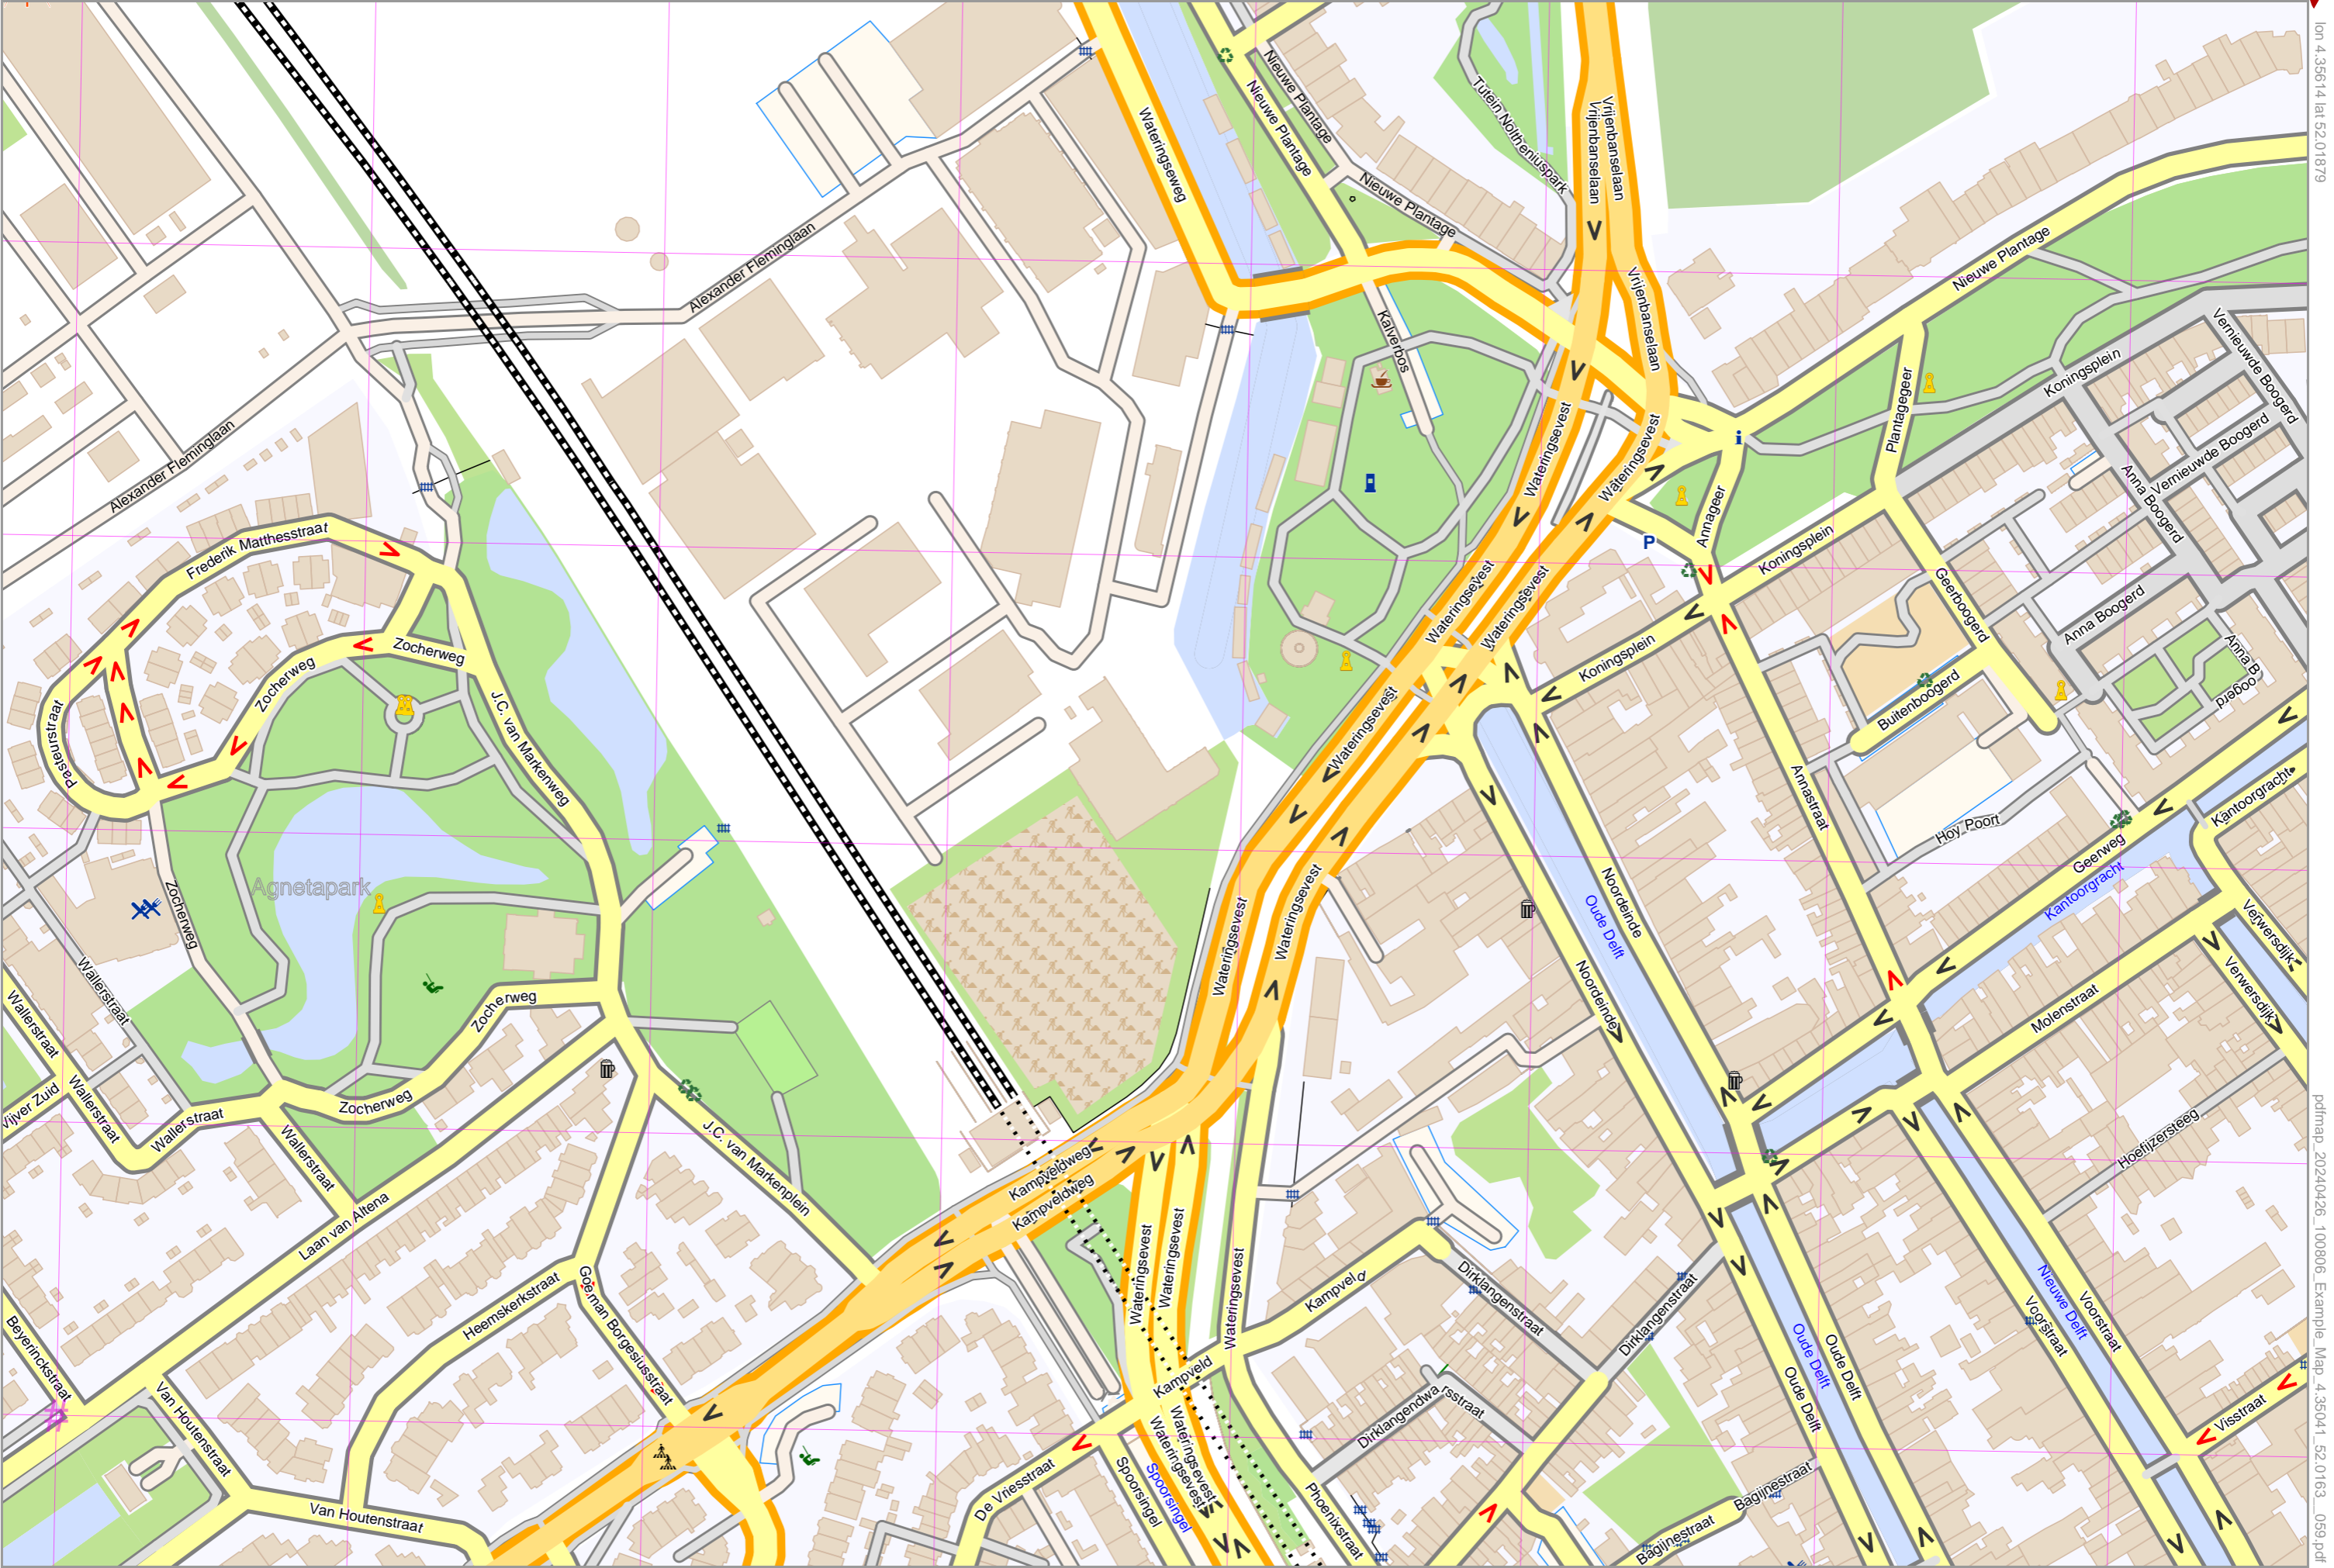 Nieuwe Plantage
Nieuwe Plantage
Wateringseweg
Tutein Noltheniuspark
Vrijenbanselaan
Vrijenbanselaan
lon 4.35614 lat 52.01879
Nieuwe Plantage
Alexander Fleminglaan
Vrijenbanselaan
Nieuwe Plantage
Kalverbos
Vernieuwde Boogerd
Koningsplein
Plantagegeer
i
Alexander Fleminglaan
Wateringsevest
Wateringsevest
Vernieuwde Boogerd
Anna Boogerd
Annageer
P
Koningsplein
Frederik Matthesstraat
Geerboogerd
Anna Boogerd
Wateringsevest
Wateringsevest
Zocherweg
Zocherweg
Koningsplein
Anna Boogerd
Buitenboogerd
J.C. van Markenweg
Pasteurstraat
Wateringsevest
Annastraat
Kantoorgracht
Hoy Poort
Geerweg
Kantoorgracht
Agnetapark
Zocherweg
Wateringsevest
Wateringsevest
Noordeinde
Oude Delft
Verwersdijk
Verwersdijk
Wallerstraat
Wallerstraat
Zocherweg
Noordeinde
Molenstraat
Vijver Zuid
Wallerstraat
Wallerstraat
Zocherweg
Wallerstraat
J.C. van Markenplein
Hoefijzersteeg
Kampveldweg
Kampveldweg
Laan van Altena
Wateringsevest
Wateringsevest
Wateringsevest
Kampveld
Dirklangenstraat
Dirklangenstraat
Heemskerkstraat
Goeman Borgesiusstraat
Beyerinckstraat
Nieuwe Delft
Voorstraat
Voorstraat
Oude Delft
Oude Delft
Oude Delft
Kampveld
Dirklangendwarsstraat
Van Houtenstraat
Wateringsevest
Wateringsevest
Visstraat
De Vriesstraat
Spoorsingel
Spoorsingel
Phoenixstraat
Bagijnestraat
Bagijnestraat
Van Houtenstraat
pdfmap_20240426_100806_Example_Map_4.35041_52.0163__059.pdf